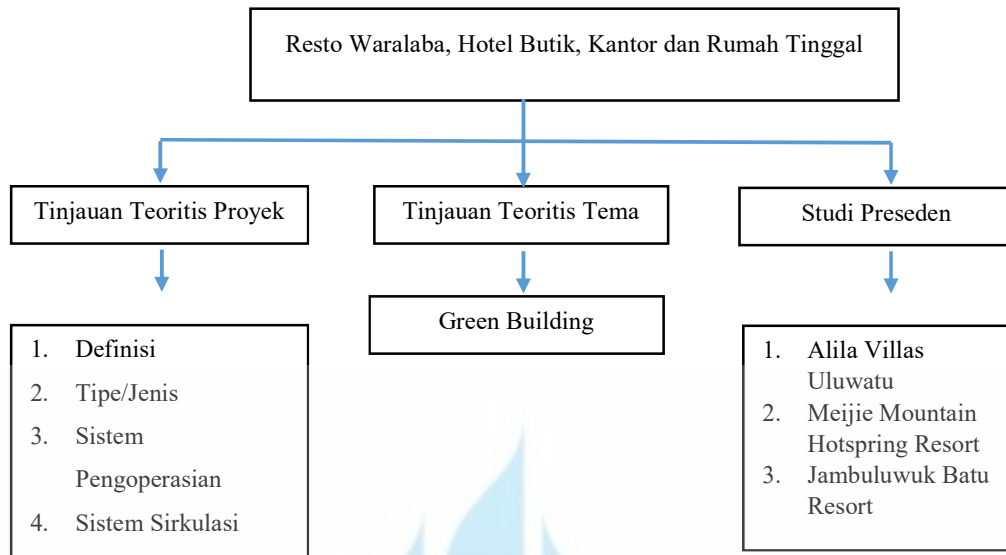 Resto Waralaba, Hotel Butik, Kantor dan Rumah Tinggal
Tinjauan Teoritis Proyek
Tinjauan Teoritis Tema
Studi Preseden
1. Definisi
2. Tipe/Jenis
3. Sistem
Pengoperasian
4. Sistem Sirkulasi
Green Building
1. Alila Villas
Uluwatu
2. Meijie Mountain
Hotspring Resort
3. Jambuluwuk Batu
Resort